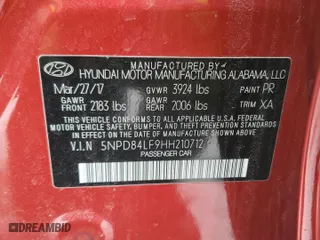 MANUFACTURED BY
HYUNDAI MOTOR MANUFACTURING ALABAMA, LLC
Mar/27/17 GVWR 3924 lbs PAINT PR
GAWR FRONT 2183 lbs GAWR REAR 2006 lbs TRIM XA
THIS VEHICLE CONFORMS TO ALL APPLICABLE U.S.
FEDERAL MOTOR VEHICLE SAFETY, BUMPER, AND
THEFT PREVENTION STANDARDS IN EFFECT ON THE
DATE OF MANUFACTURE SHOWN ABOVE.
V.I.N 5NPD84LF9HH210712
PASSENGER CAR
DREAMBID.COM